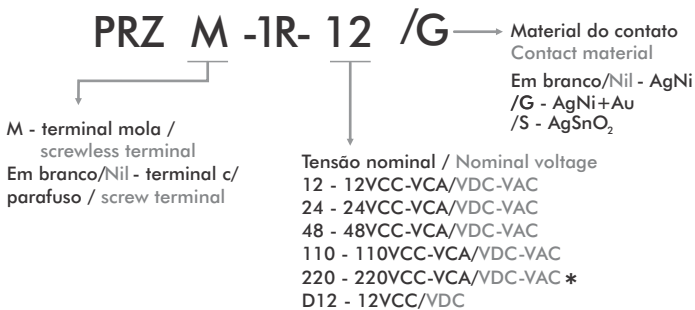 PRZ M -1R- 12 /G
Material do contato
Contact material
Em branco/Nil - AgNi
/G - AgNi+Au
/S - AgSnO₂
M - terminal mola /
screwless terminal
Em branco/Nil - terminal c/
parafuso / screw terminal
Tensão nominal / Nominal voltage
12 - 12VCC-VCA/VDC-VAC
24 - 24VCC-VCA/VDC-VAC
48 - 48VCC-VCA/VDC-VAC
110 - 110VCC-VCA/VDC-VAC
220 - 220VCC-VCA/VDC-VAC *
D12 - 12VCC/VDC